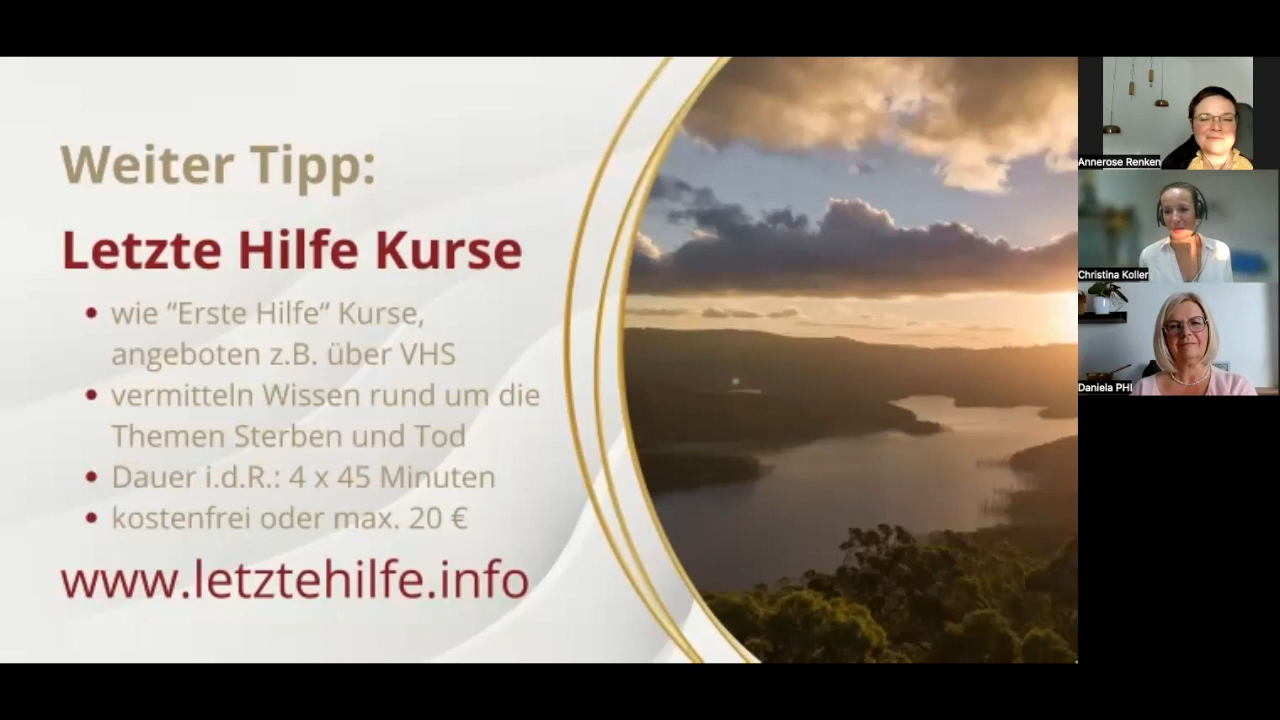 Weiter Tipp:
Letzte Hilfe Kurse
• wie “Erste Hilfe“ Kurse,
angeboten z.B. über VHS
• vermitteln Wissen rund um die
Themen Sterben und Tod
• Dauer i.d.R.: 4 x 45 Minuten
• kostenfrei oder max. 20 €
www.letztehilfe.info
Annerose Renken
Christina Koller
Daniela PHI